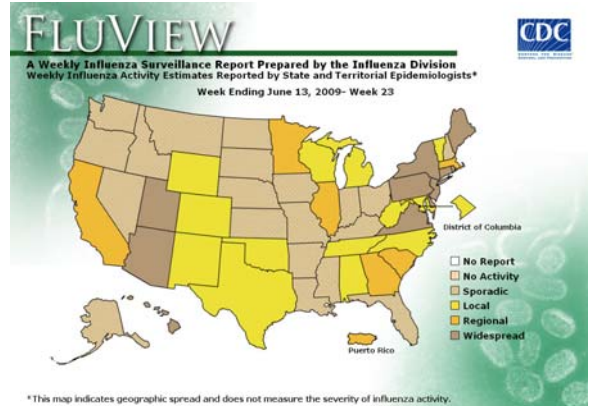 FLUVIEW
CDC
A Weekly Influenza Surveillance Report Prepared by the Influenza Division
Weekly Influenza Activity Estimates Reported by State and Territorial Epidemiologists*
Week Ending June 13, 2009- Week 23
District of Columbia
No Report
No Activity
Sporadic
Local
Regional
Widespread
Puerto Rico
*This map indicates geographic spread and does not measure the severity of influenza activity.